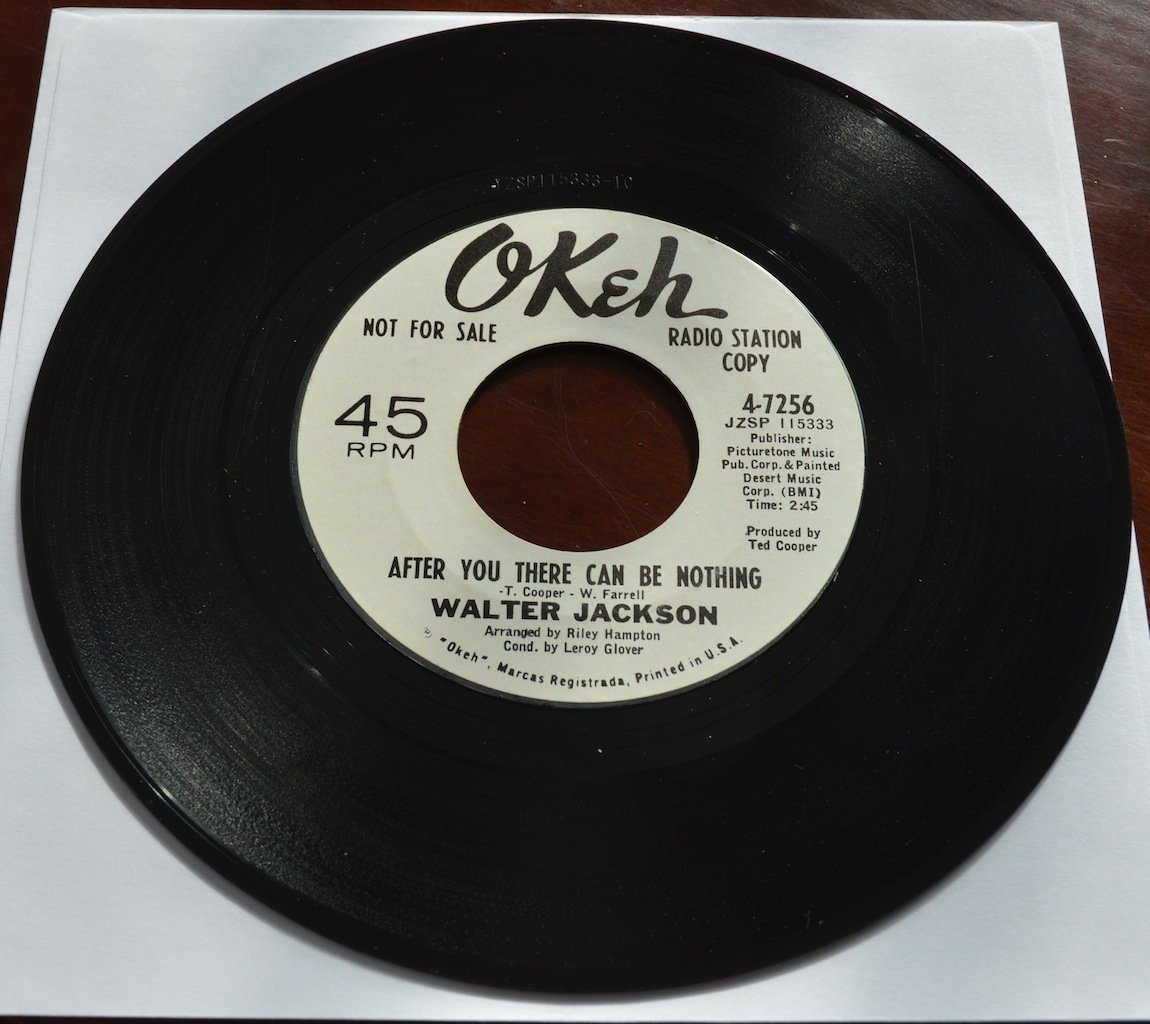 JZSP115333-1C
OKeh
NOT FOR SALE
RADIO STATION
COPY
45
RPM
4-7256
JZSP 115333
Publisher:
Picturetone Music
Pub. Corp. & Painted
Desert Music
Corp. (BMI)
Time: 2:45
Produced by
Ted Cooper
AFTER YOU THERE CAN BE NOTHING
-T. Cooper - W. Farrell
WALTER JACKSON
Arranged by Riley Hampton
Cond. by Leroy Glover
"Okeh", Marcas Registrada, Printed in U.S.A.